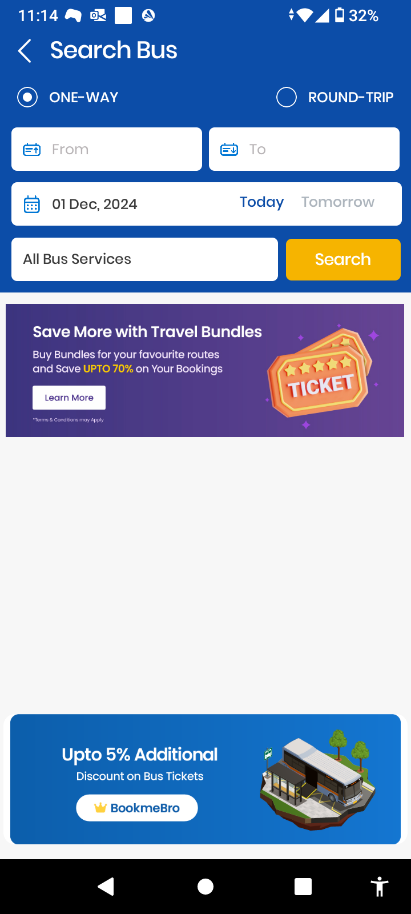 11:14
32%
Search Bus
ONE-WAY
ROUND-TRIP
From
To
01 Dec, 2024
Today
Tomorrow
All Bus Services
Search
Save More with Travel Bundles
Buy Bundles for your favourite routes
and Save UPTO 70% on Your Bookings
Learn More
*Terms & Conditions may Apply
TICKET
Upto 5% Additional
Discount on Bus Tickets
BookmeBro